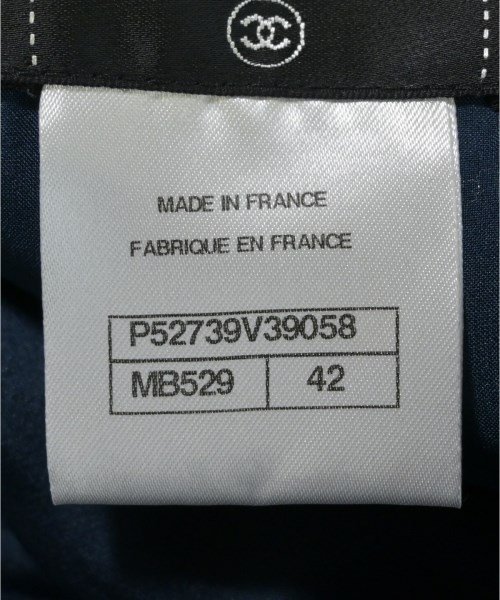 MADE IN FRANCE
FABRIQUE EN FRANCE
P52739V39058
MB529 42